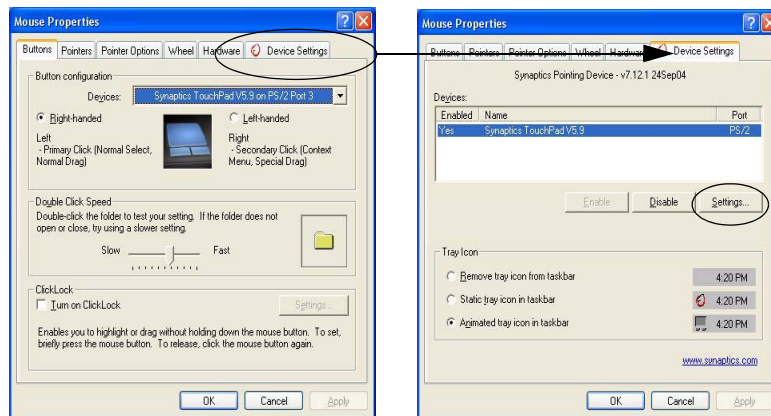 Mouse Properties
Buttons Pointers Pointer Options Wheel Hardware Device Settings
Button configuration
Devices: Synaptics TouchPad V5.9 on PS/2 Port 3
Right-handed
Left-handed
Left
- Primary Click (Normal Select,
Normal Drag)
Right
- Secondary Click (Context
Menu, Special Drag)
Double Click Speed
Double-click the folder to test your setting. If the folder does not
open or close, try using a slower setting.
Slow Fast
ClickLock
Turn on ClickLock
Settings...
Enables you to highlight or drag without holding down the mouse button. To set,
briefly press the mouse button. To release, click the mouse button again.
OK Cancel Apply
Mouse Properties
Buttons Pointers Pointer Options Wheel Hardware Device Settings
Synaptics Pointing Device - v7.12.1 24Sep04
Devices:
Enabled Name Port
Yes Synaptics TouchPad V5.9 PS/2
Enable Disable Settings...
Tray Icon
Remove tray icon from taskbar 4:20 PM
Static tray icon in taskbar 4:20 PM
Animated tray icon in taskbar 4:20 PM
www.synaptics.com
OK Cancel Apply